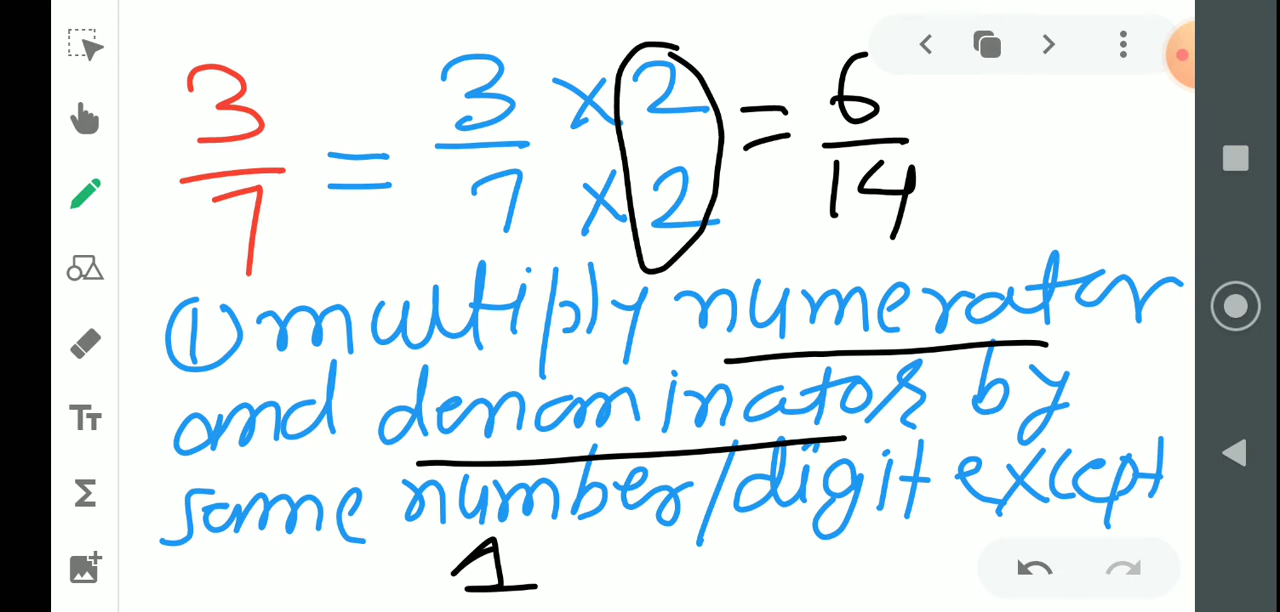 3/7 = 3 × 2 / 7 × 2 = 6/14
① multiply numerator
and denominator by
same number/digit except
1
Tт
Σ